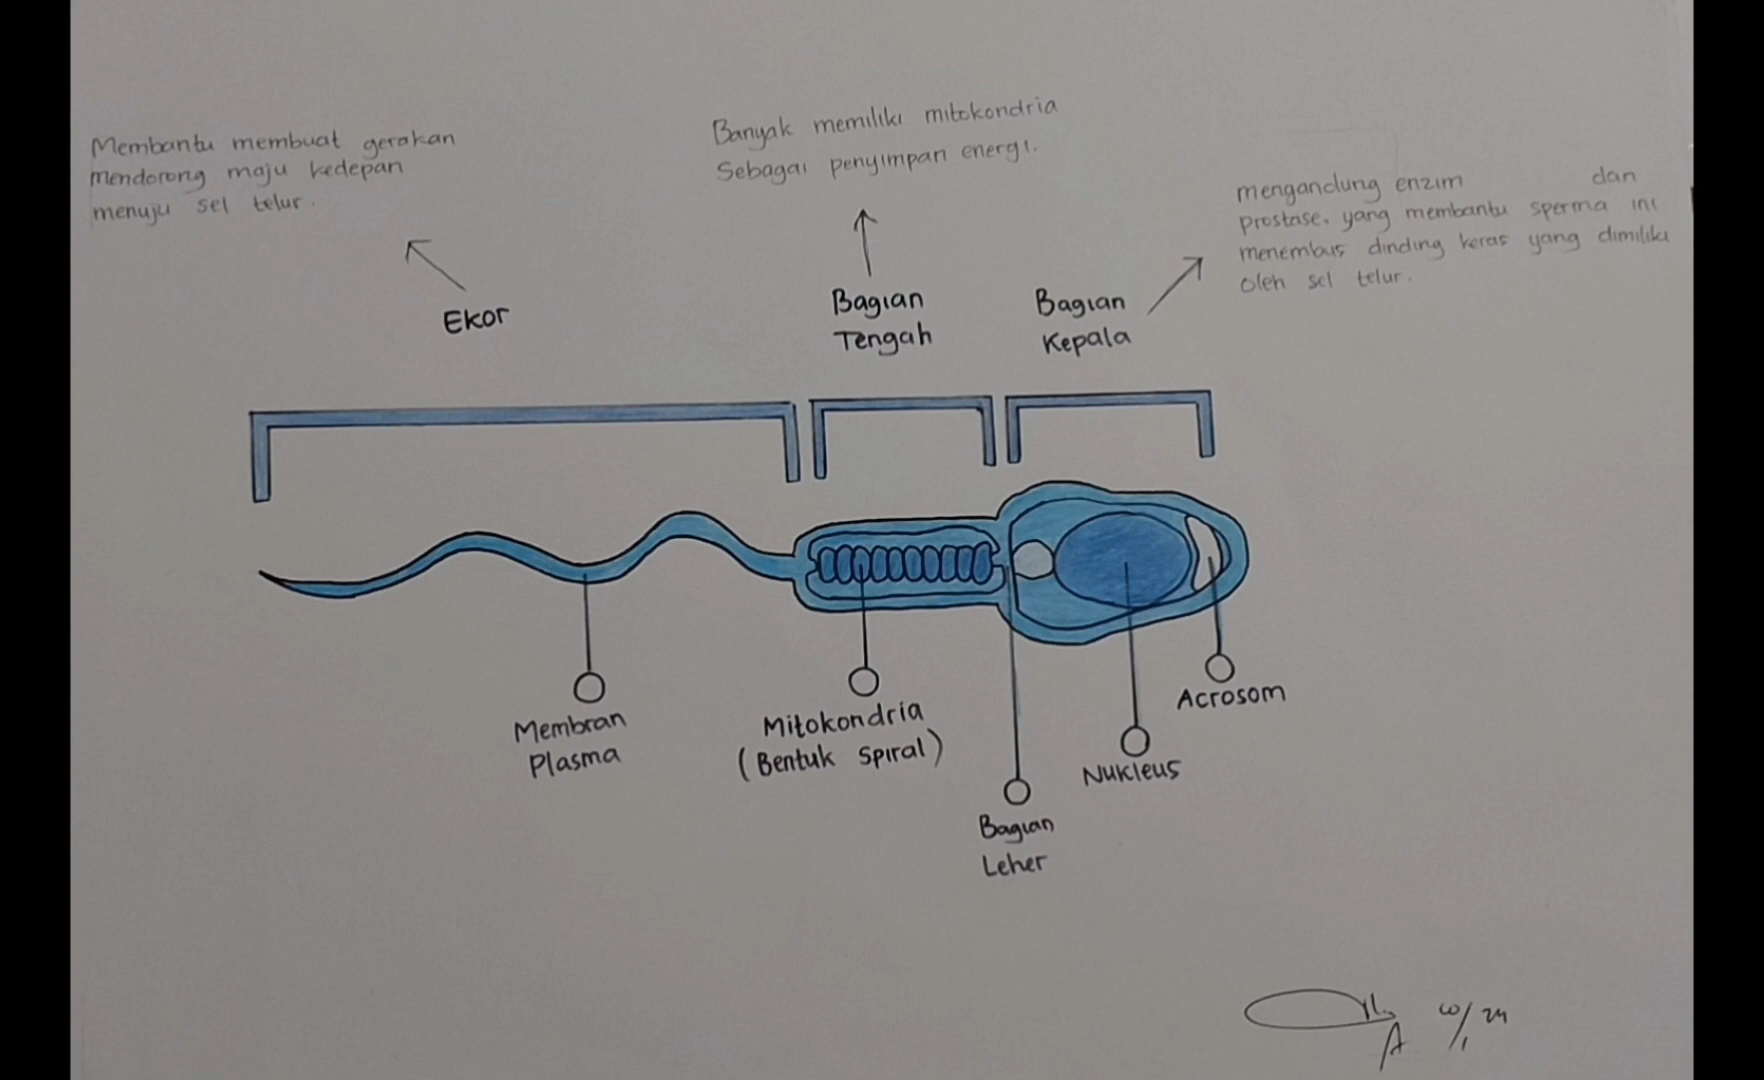 Membantu membuat gerakan
mendorong maju kedepan
menuju sel telur.
Banyak memiliki mitokondria
Sebagai penyimpan energi.
mengandung enzim dan
prostase, yang membantu sperma ini
menembus dinding keras yang dimiliki
oleh sel telur.
Ekor
Bagian
Tengah
Bagian
Kepala
Membran
Plasma
Mitokondria
(Bentuk Spiral)
Bagian
Leher
Nukleus
Acrosom